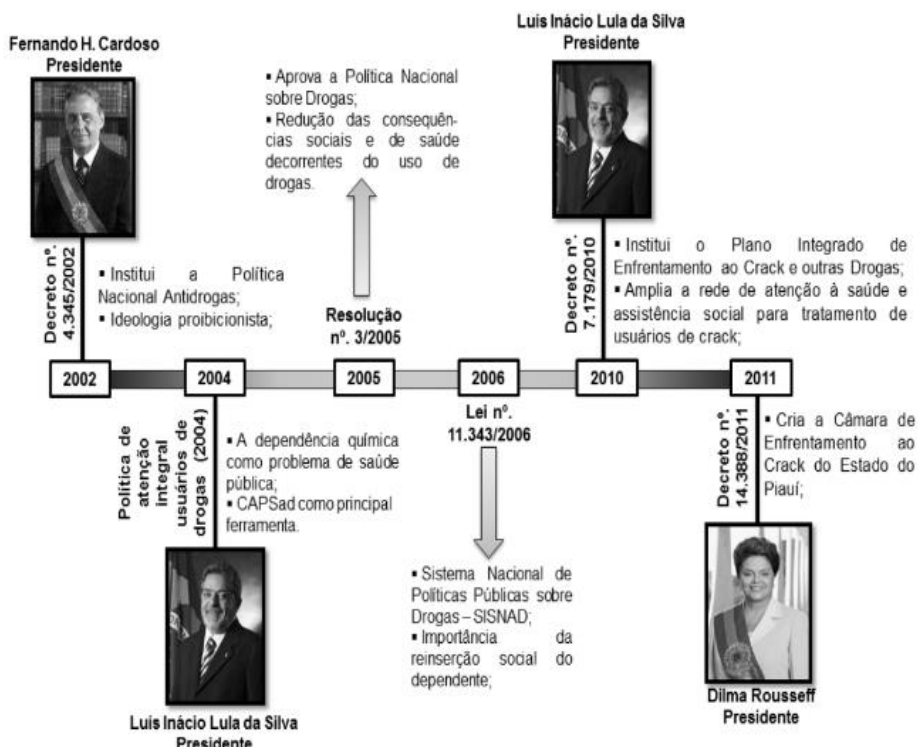 Fernando H. Cardoso
Presidente
Decreto nº.
4.345/2002
▪ Institui a Política
Nacional Antidrogas;
▪ Ideologia proibicionista;
▪ Aprova a Política Nacional
sobre Drogas;
▪ Redução das consequên-
cias sociais e de saúde
decorrentes do uso de
drogas.
Resolução
nº. 3/2005
Luís Inácio Lula da Silva
Presidente
Decreto nº.
7.179/2010
▪ Institui o Plano Integrado de
Enfrentamento ao Crack e outras Drogas;
▪ Amplia a rede de atenção à saúde e
assistência social para tratamento de
usuários de crack;
2002
2004
2005
2006
2010
2011
Política de
atenção
integral
usuários de
drogas (2004)
▪ A dependência química
como problema de saúde
pública;
▪ CAPSad como principal
ferramenta.
Luís Inácio Lula da Silva
Presidente
Lei nº.
11.343/2006
▪ Sistema Nacional de
Políticas Públicas sobre
Drogas – SISNAD;
▪ Importância da
reinserção social do
dependente;
Decreto nº.
14.388/2011
▪ Cria a Câmara de
Enfrentamento ao
Crack do Estado do
Piauí;
Dilma Rousseff
Presidente